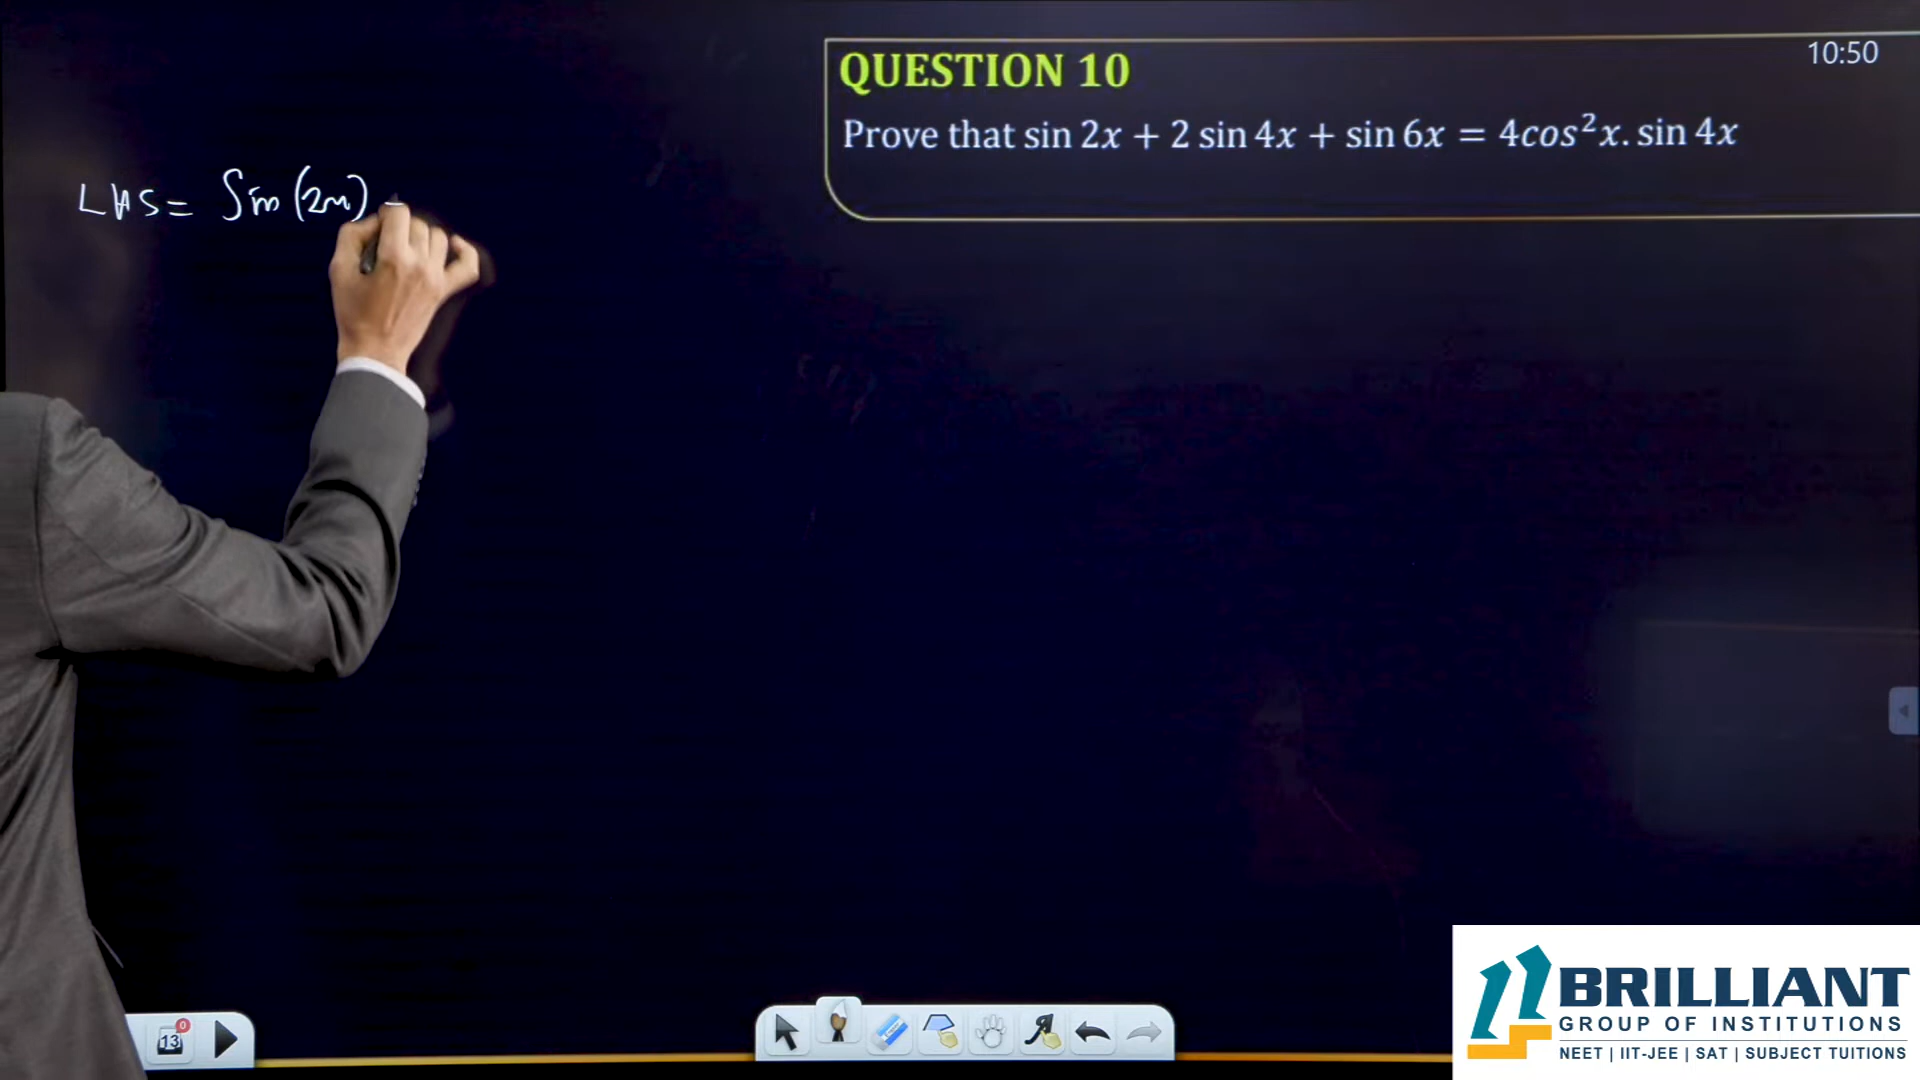 10:50
QUESTION 10
Prove that sin 2x + 2 sin 4x + sin 6x = 4cos²x. sin 4x
LHS = Sin (2x) -
13
0
BRILLIANT
GROUP OF INSTITUTIONS
NEET | IIT-JEE | SAT | SUBJECT TUITIONS